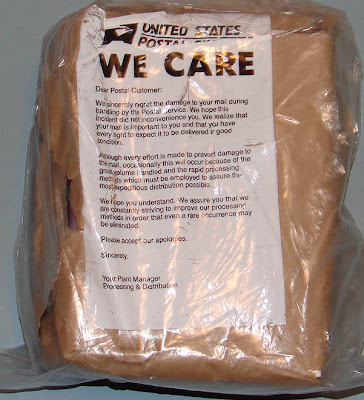 UNITED STATES
POSTAL SERVICE
WE CARE
Dear Postal Customer:
We sincerely regret the damage to your mail during
handling by the Postal Service. We hope this
incident did not inconvenience you. We realize that
your mail is important to you and that you have
every right to expect it to be delivered in good
condition.
Although every effort is made to prevent damage to
the mail, occasionally this will occur because of the
great volume handled and the rapid processing
methods which must be employed to assure the
most expeditious distribution possible.
We hope you understand. We assure you that we
are constantly striving to improve our processing
methods in order that even a rare occurrence may
be eliminated.
Please accept our apologies.
Sincerely,
Your Plant Manager
Processing & Distribution